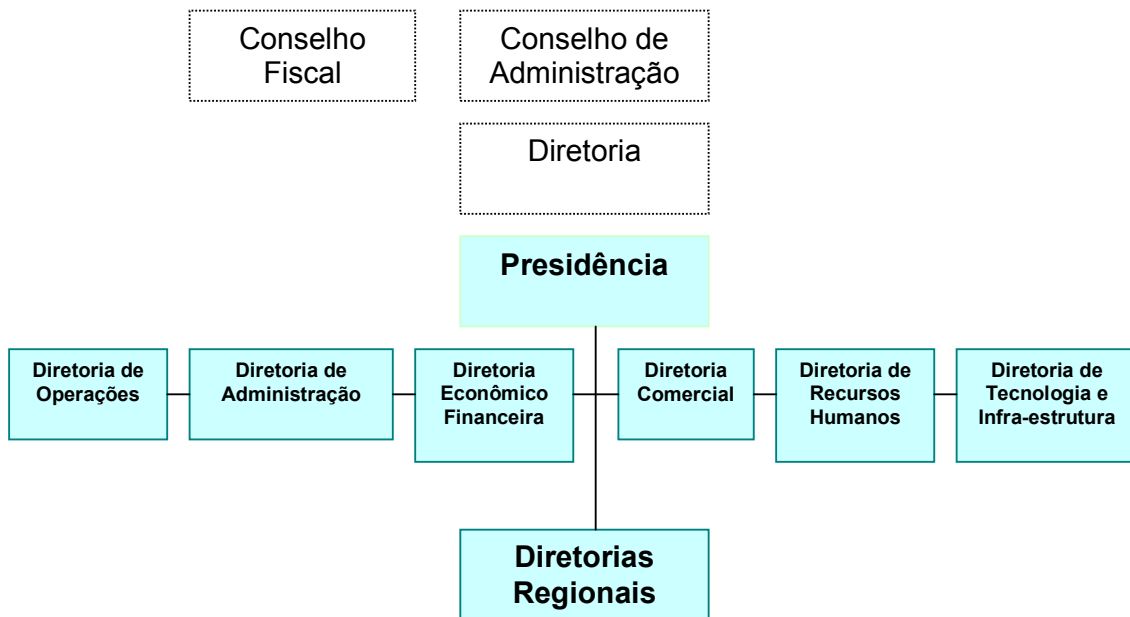 Conselho
Fiscal
Conselho de
Administração
Diretoria
Presidência
Diretoria de
Operações
Diretoria de
Administração
Diretoria
Econômico
Financeira
Diretoria
Comercial
Diretoria de
Recursos
Humanos
Diretoria de
Tecnologia e
Infra-estrutura
Diretorias
Regionais